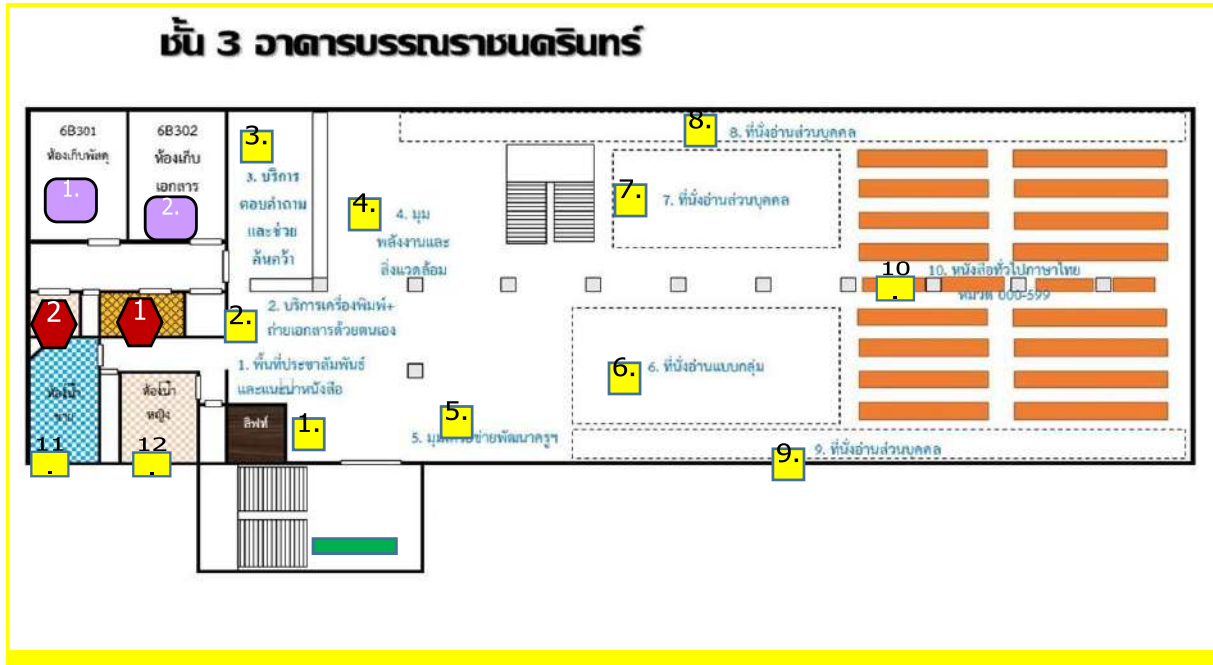 ชั้น 3 อาคารบรรณราชนครินทร์
6B301
ห้องเก็บพัสดุ
1.
6B302
ห้องเก็บ
เอกสาร
2.
3.
3. บริการ
ตอบคำถาม
และช่วย
ค้นคว้า
4.
4. มุม
พลังงานและ
สิ่งแวดล้อม
8.
8. ที่นั่งอ่านส่วนบุคคล
7.
7. ที่นั่งอ่านส่วนบุคคล
10
.
10. หนังสือทั่วไปภาษาไทย
หมวด 000-599
2
1
2.
2. บริการเครื่องพิมพ์+
ถ่ายเอกสารด้วยตนเอง
1. พื้นที่ประชาสัมพันธ์
และแนะนำหนังสือ
6.
6. ที่นั่งอ่านแบบกลุ่ม
ห้องน้ำ
ชาย
11
.
ห้องน้ำ
หญิง
12
.
ลิฟท์
1.
5.
5. มุมเครือข่ายพัฒนาครูฯ
9.
9. ที่นั่งอ่านส่วนบุคคล